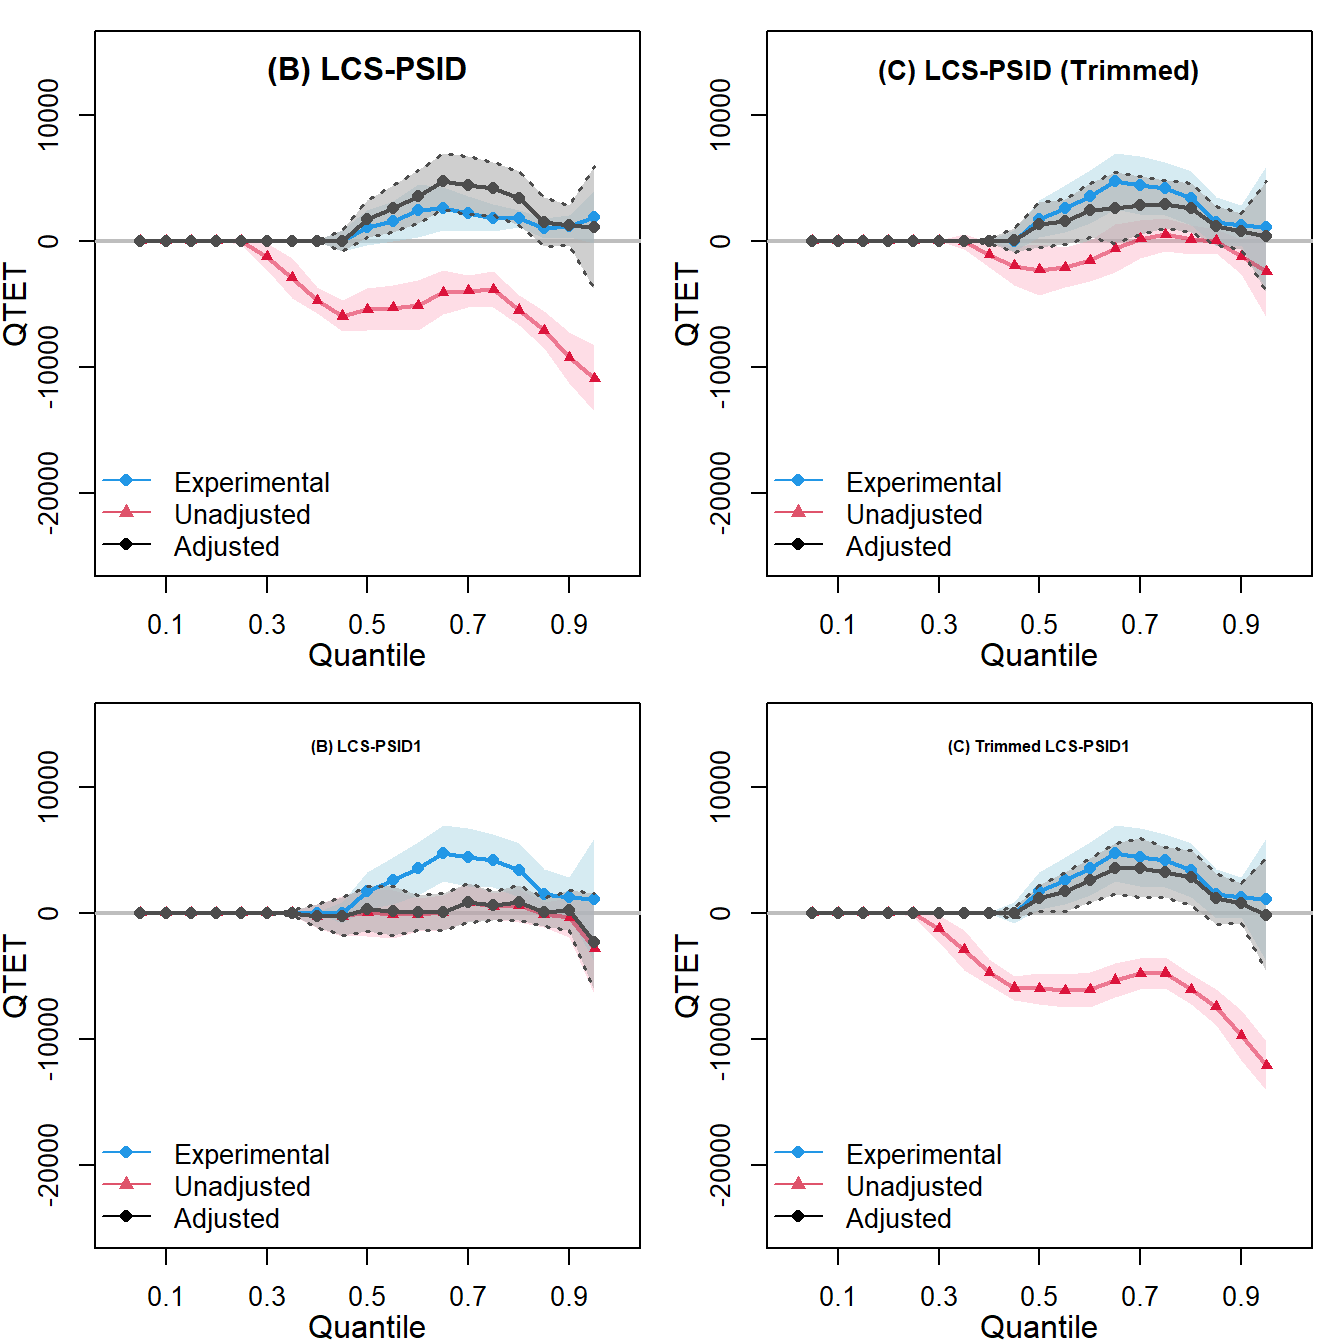 (B) LCS-PSID
QTET
10000
0
-10000
-20000
Experimental
Unadjusted
Adjusted
0.1 0.3 0.5 0.7 0.9
Quantile
(C) LCS-PSID (Trimmed)
QTET
10000
0
-10000
-20000
Experimental
Unadjusted
Adjusted
0.1 0.3 0.5 0.7 0.9
Quantile
(B) LCS-PSID1
QTET
10000
0
-10000
-20000
Experimental
Unadjusted
Adjusted
0.1 0.3 0.5 0.7 0.9
Quantile
(C) Trimmed LCS-PSID1
QTET
10000
0
-10000
-20000
Experimental
Unadjusted
Adjusted
0.1 0.3 0.5 0.7 0.9
Quantile